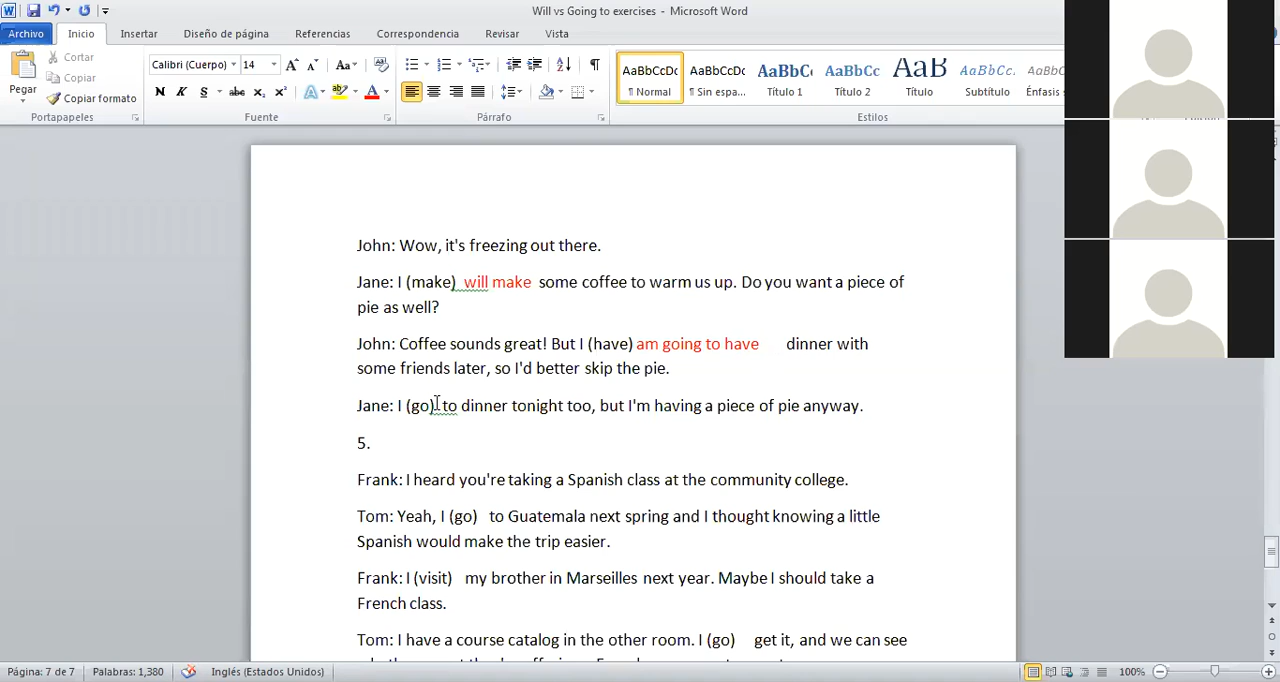 Will vs Going to exercises - Microsoft Word
Archivo Inicio Insertar Diseño de página Referencias Correspondencia Revisar Vista
Pegar
Cortar
Copiar
Copiar formato
Portapapeles
Calibri (Cuerpo) 14
N K S abc x₂ x²
Fuente
Párrafo
AaBbCcDc AaBbCcDc AaBbC AaBbCc AaB AaBbCc AaBbCc
¶ Normal ¶ Sin espa... Título 1 Título 2 Título Subtítulo Énfasis
Estilos
John: Wow, it's freezing out there.
Jane: I (make) will make some coffee to warm us up. Do you want a piece of
pie as well?
John: Coffee sounds great! But I (have) am going to have dinner with
some friends later, so I'd better skip the pie.
Jane: I (go) to dinner tonight too, but I'm having a piece of pie anyway.
5.
Frank: I heard you're taking a Spanish class at the community college.
Tom: Yeah, I (go) to Guatemala next spring and I thought knowing a little
Spanish would make the trip easier.
Frank: I (visit) my brother in Marseilles next year. Maybe I should take a
French class.
Tom: I have a course catalog in the other room. I (go) get it, and we can see
Página: 7 de 7 Palabras: 1,380 Inglés (Estados Unidos) 100%